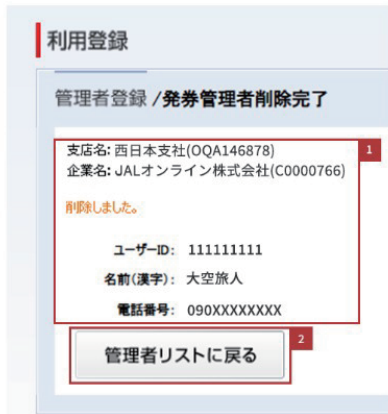 利用登録
管理者登録 /発券管理者削除完了
支店名: 西日本支社(OQA146878)
1
企業名: JALオンライン株式会社(C0000766)
削除しました。
ユーザーID: 111111111
名前(漢字): 大空旅人
電話番号: 090XXXXXXXX
2
管理者リストに戻る